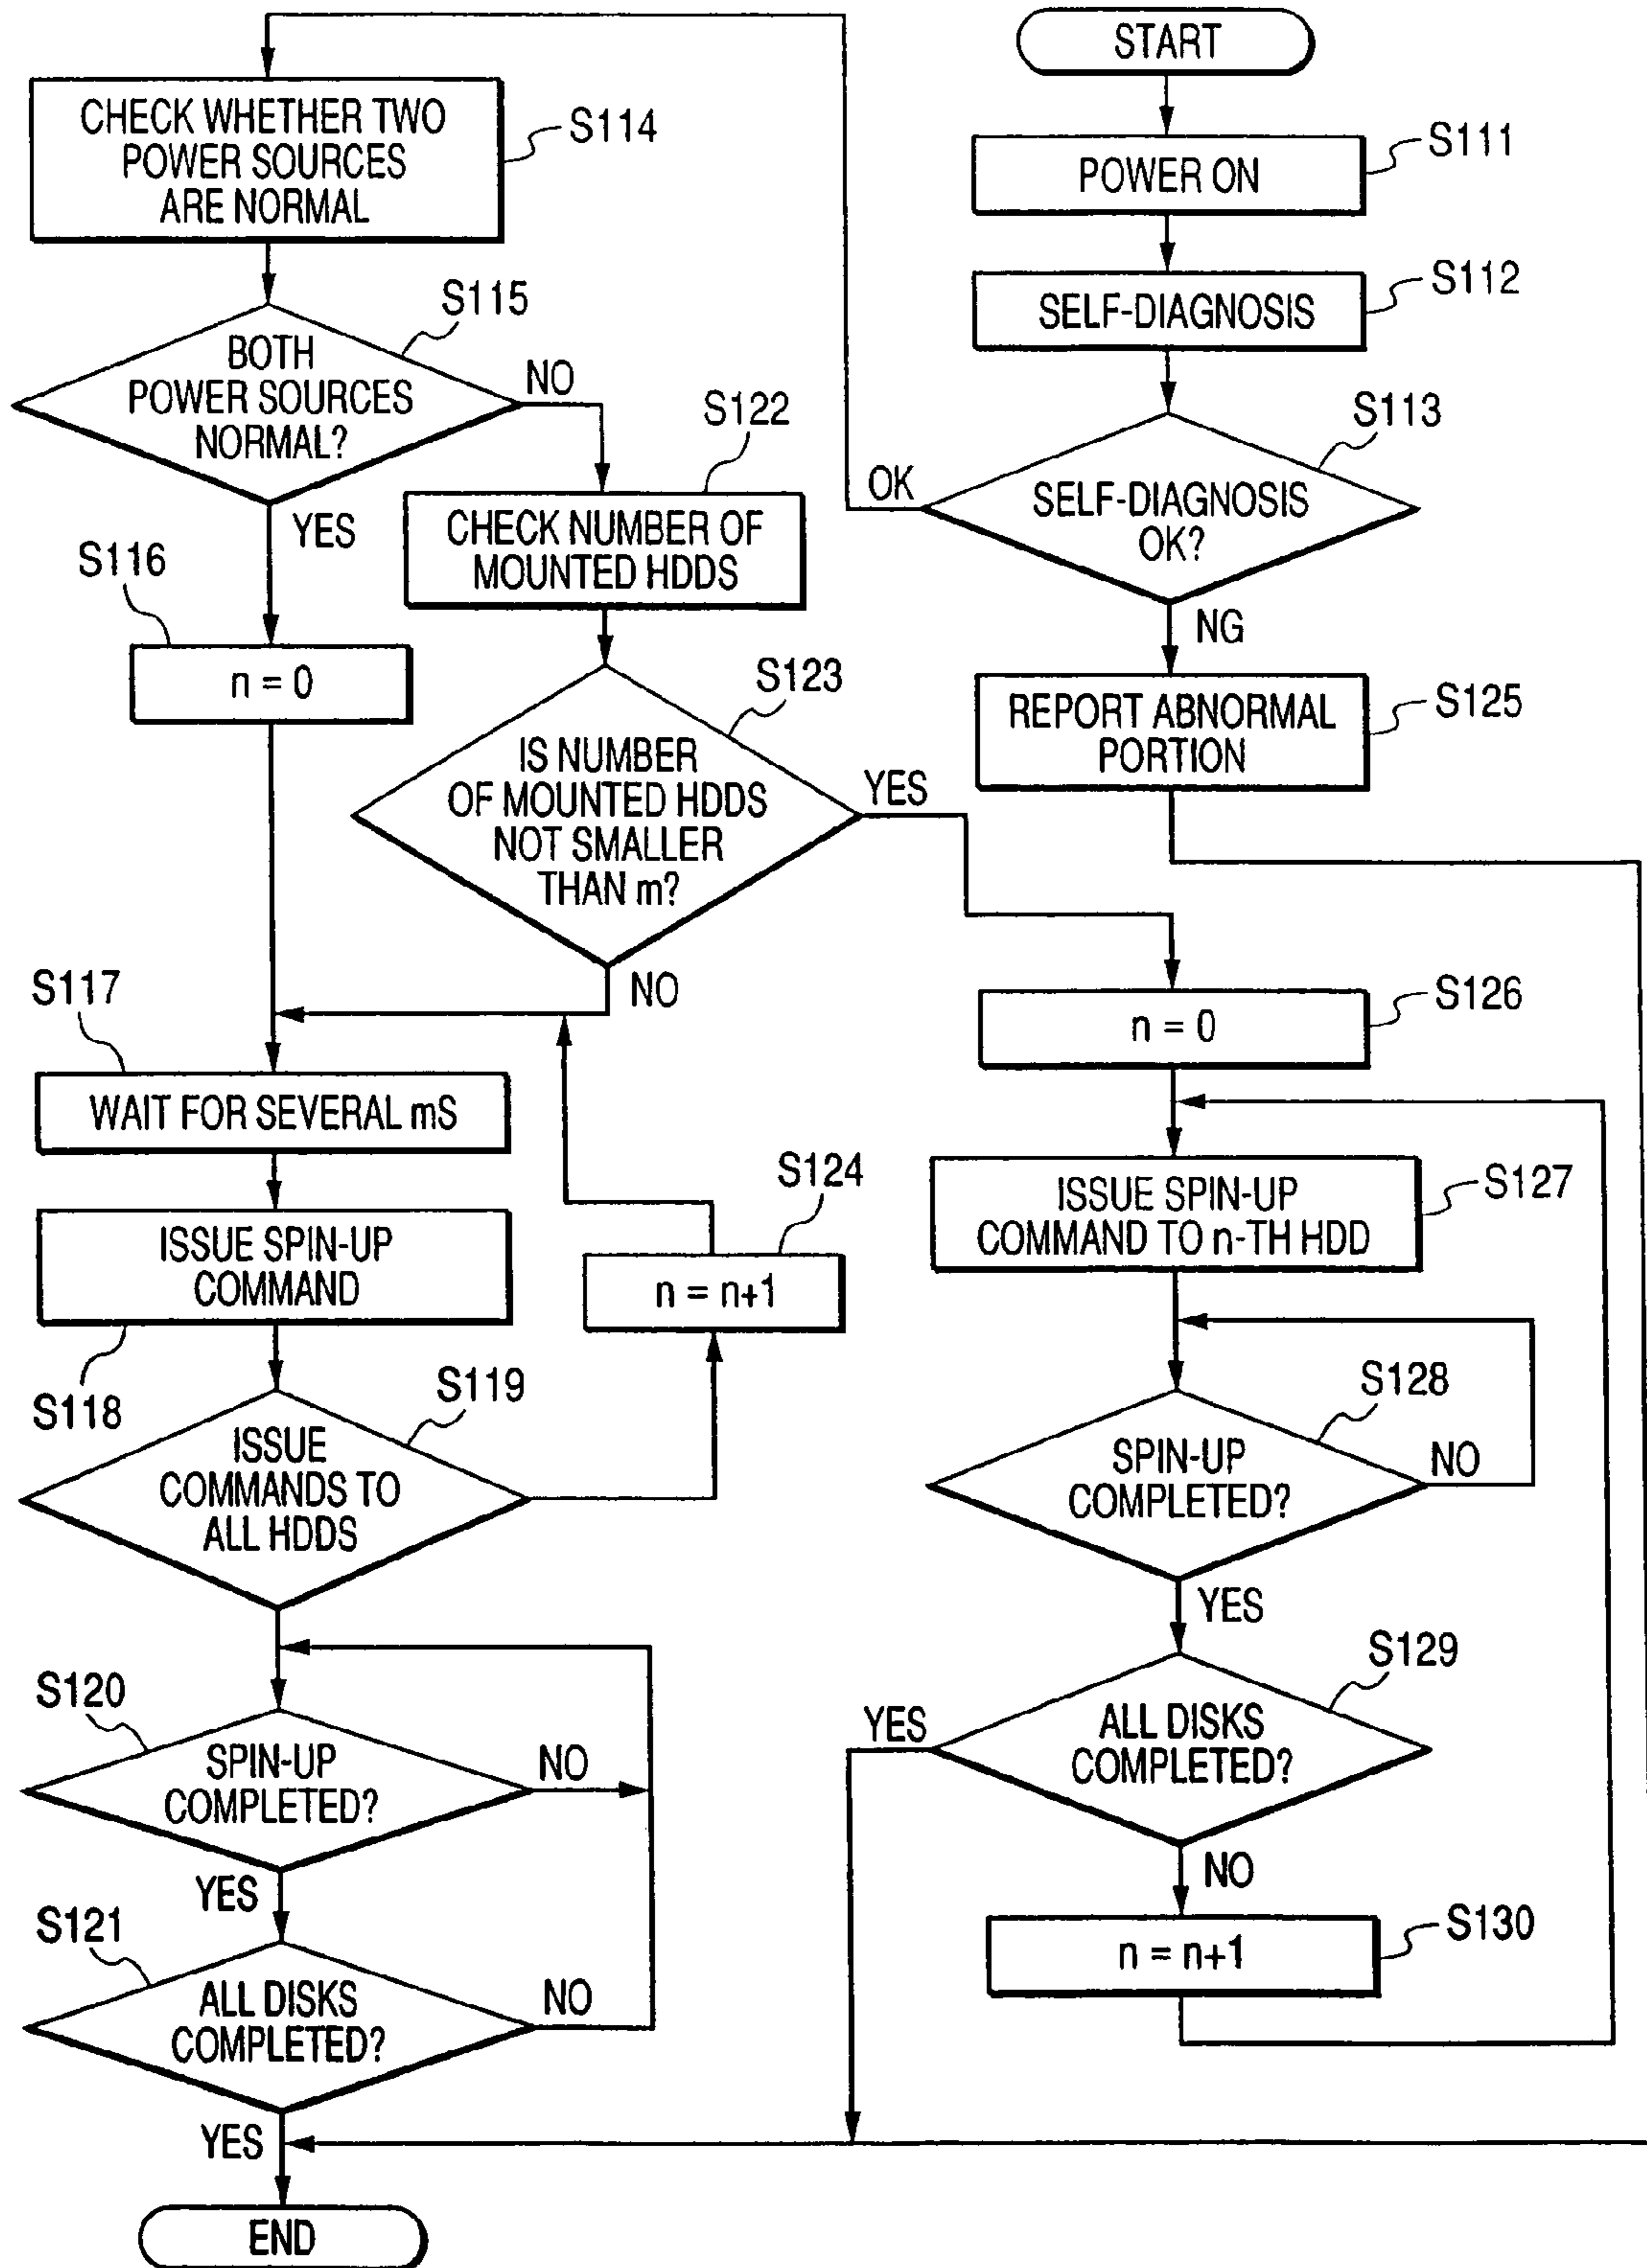 START
POWER ON
S111
SELF-DIAGNOSIS
S112
SELF-DIAGNOSIS
OK?
S113
OK
NG
REPORT ABNORMAL
PORTION
S125
CHECK WHETHER TWO
POWER SOURCES
ARE NORMAL
S114
BOTH
POWER SOURCES
NORMAL?
S115
NO
YES
S116
n = 0
S122
CHECK NUMBER OF
MOUNTED HDDS
S123
IS NUMBER
OF MOUNTED HDDS
NOT SMALLER
THAN m?
YES
NO
S117
WAIT FOR SEVERAL mS
ISSUE SPIN-UP
COMMAND
S118
S119
ISSUE
COMMANDS TO
ALL HDDS
S124
n = n+1
S120
SPIN-UP
COMPLETED?
NO
YES
S121
ALL DISKS
COMPLETED?
NO
YES
END
n = 0
S126
ISSUE SPIN-UP
COMMAND TO n-TH HDD
S127
S128
SPIN-UP
COMPLETED?
NO
YES
S129
ALL DISKS
COMPLETED?
YES
NO
n = n+1
S130